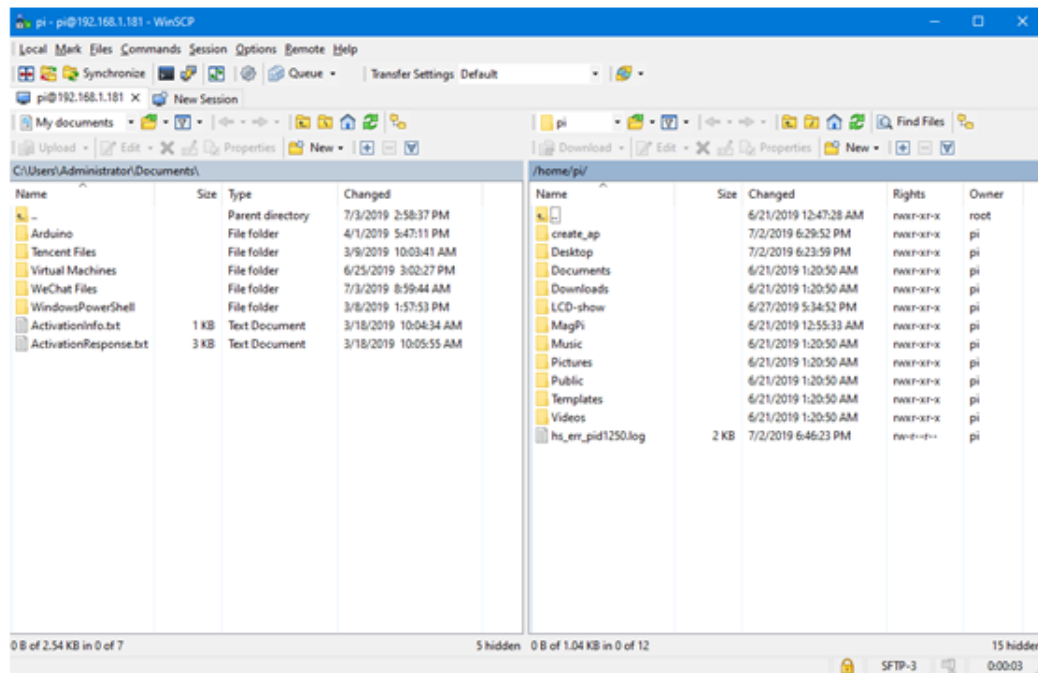 pi - pi@192.168.1.181 - WinSCP
Local Mark Files Commands Session Options Remote Help
Synchronize Queue Transfer Settings Default
pi@192.168.1.181 New Session
My documents pi Find Files
Upload Edit Properties New Download Edit Properties New
C:\Users\Administrator\Documents\
Name Size Type Changed
.. Parent directory 7/3/2019 2:58:37 PM
Arduino File folder 4/1/2019 5:47:11 PM
Tencent Files File folder 3/9/2019 10:03:41 AM
Virtual Machines File folder 6/25/2019 3:02:27 PM
WeChat Files File folder 7/3/2019 8:59:44 AM
WindowsPowerShell File folder 3/8/2019 1:57:53 PM
ActivationInfo.txt 1 KB Text Document 3/18/2019 10:04:34 AM
ActivationResponse.txt 3 KB Text Document 3/18/2019 10:05:55 AM
0 B of 2.54 KB in 0 of 7 5 hidden
/home/pi/
Name Size Changed Rights Owner
.. 6/21/2019 12:47:28 AM rwxr-xr-x root
create_ap 7/2/2019 6:29:52 PM rwxr-xr-x pi
Desktop 7/2/2019 6:23:59 PM rwxr-xr-x pi
Documents 6/21/2019 1:20:50 AM rwxr-xr-x pi
Downloads 6/21/2019 1:20:50 AM rwxr-xr-x pi
LCD-show 6/27/2019 5:34:52 PM rwxr-xr-x pi
MagPi 6/21/2019 12:55:33 AM rwxr-xr-x pi
Music 6/21/2019 1:20:50 AM rwxr-xr-x pi
Pictures 6/21/2019 1:20:50 AM rwxr-xr-x pi
Public 6/21/2019 1:20:50 AM rwxr-xr-x pi
Templates 6/21/2019 1:20:50 AM rwxr-xr-x pi
Videos 6/21/2019 1:20:50 AM rwxr-xr-x pi
hs_err_pid1250.log 2 KB 7/2/2019 6:46:23 PM rw-r--r-- pi
0 B of 1.04 KB in 0 of 12 15 hidden
SFTP-3 0:00:03